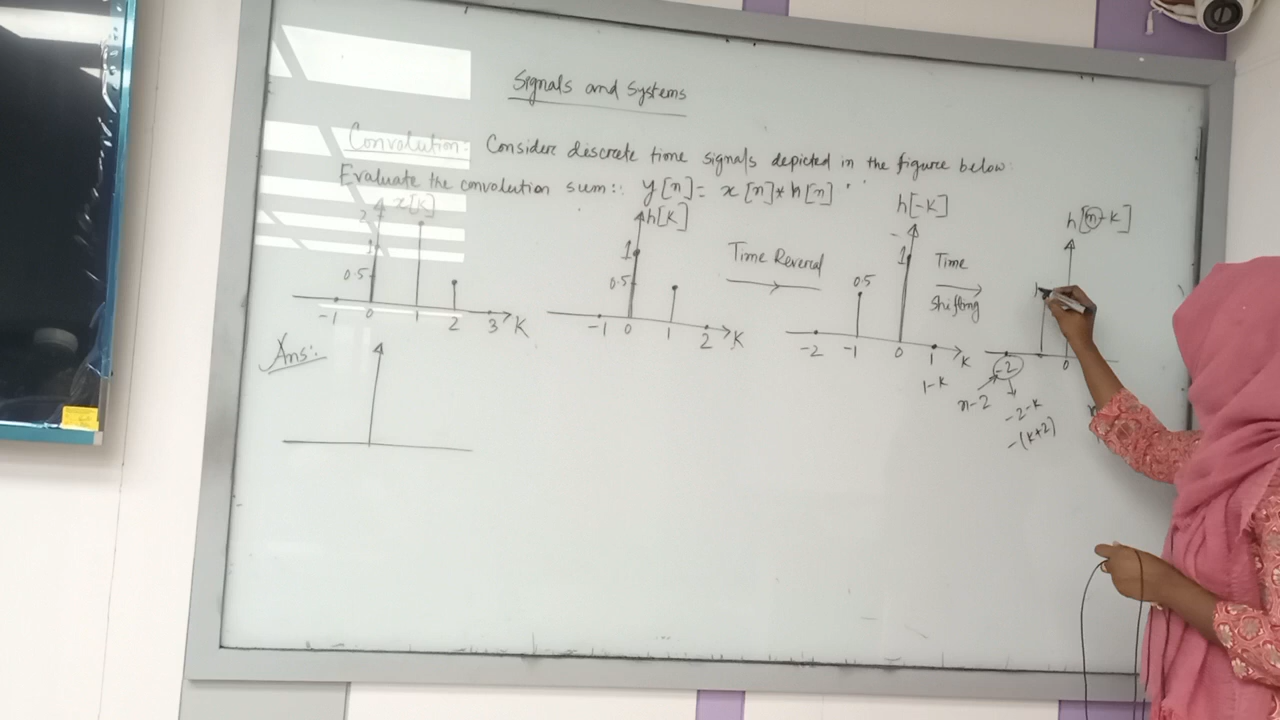 Signals and Systems
Convolution: Consider descrete time signals depicted in the figure below:
Evaluate the convolution sum:: y[n] = x[n]*h[n]
x[k]
2
1
0.5
-1 0 1 2 3 K
h[k]
1
0.5
-1 0 1 2 K
Time Reversal
h[-k]
1
0.5
-2 -1 0 1 K
1-k
Time
Shifting
h[n-k]
1
-2 0
n-2
-2-k
-(k+2)
Ans: